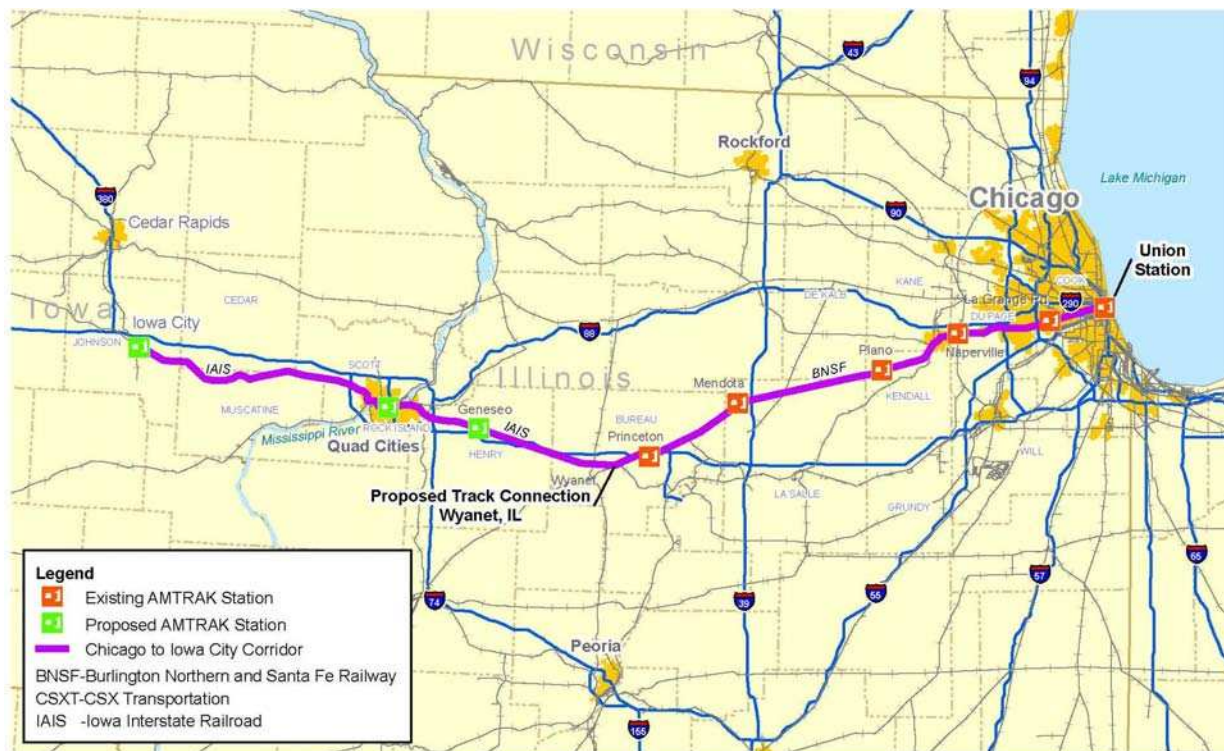 Wisconsin
43
94
Rockford
Lake Michigan
Chicago
90
380
Cedar Rapids
Union
Station
KANE
COOK
DE KALB
La Grange Rd.
290
DU PAGE
Iowa
CEDAR
Iowa City
JOHNSON
88
Naperville
IAIS
SCOTT
Illinois
Plano
BNSF
Mendota
KENDALL
MUSCATINE
Geneseo
Mississippi River
ROCK ISLAND
IAIS
BUREAU
Princeton
Quad Cities
HENRY
WILL
Wyanet
Proposed Track Connection
Wyanet, IL
LA SALLE
GRUNDY
65
Legend
Existing AMTRAK Station
Proposed AMTRAK Station
Chicago to Iowa City Corridor
BNSF-Burlington Northern and Santa Fe Railway
CSXT-CSX Transportation
IAIS -Iowa Interstate Railroad
74
39
55
57
Peoria
155